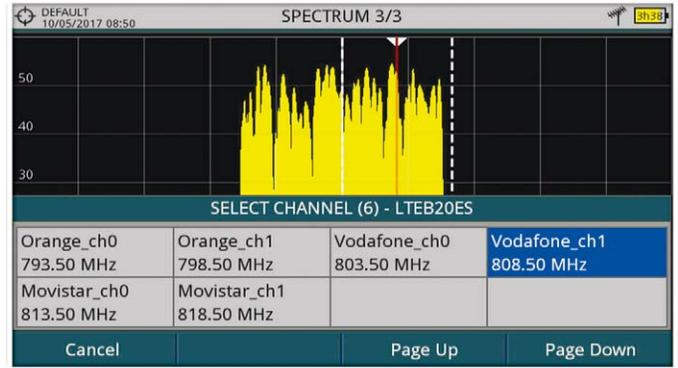 DEFAULT
10/05/2017 08:50
SPECTRUM 3/3
3h38
50
40
30
SELECT CHANNEL (6) - LTEB20ES
Orange_ch0
793.50 MHz
Orange_ch1
798.50 MHz
Vodafone_ch0
803.50 MHz
Vodafone_ch1
808.50 MHz
Movistar_ch0
813.50 MHz
Movistar_ch1
818.50 MHz
Cancel
Page Up
Page Down